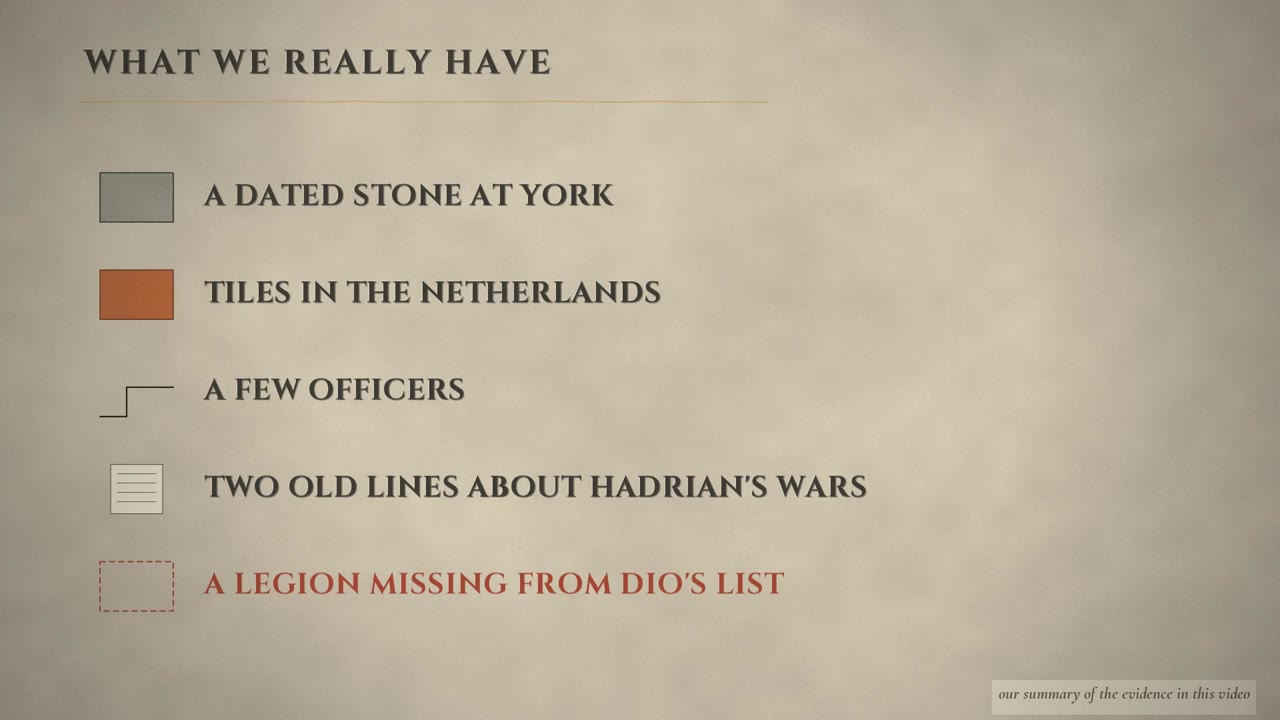 WHAT WE REALLY HAVE
A DATED STONE AT YORK
TILES IN THE NETHERLANDS
A FEW OFFICERS
TWO OLD LINES ABOUT HADRIAN'S WARS
A LEGION MISSING FROM DIO'S LIST
our summary of the evidence in this video